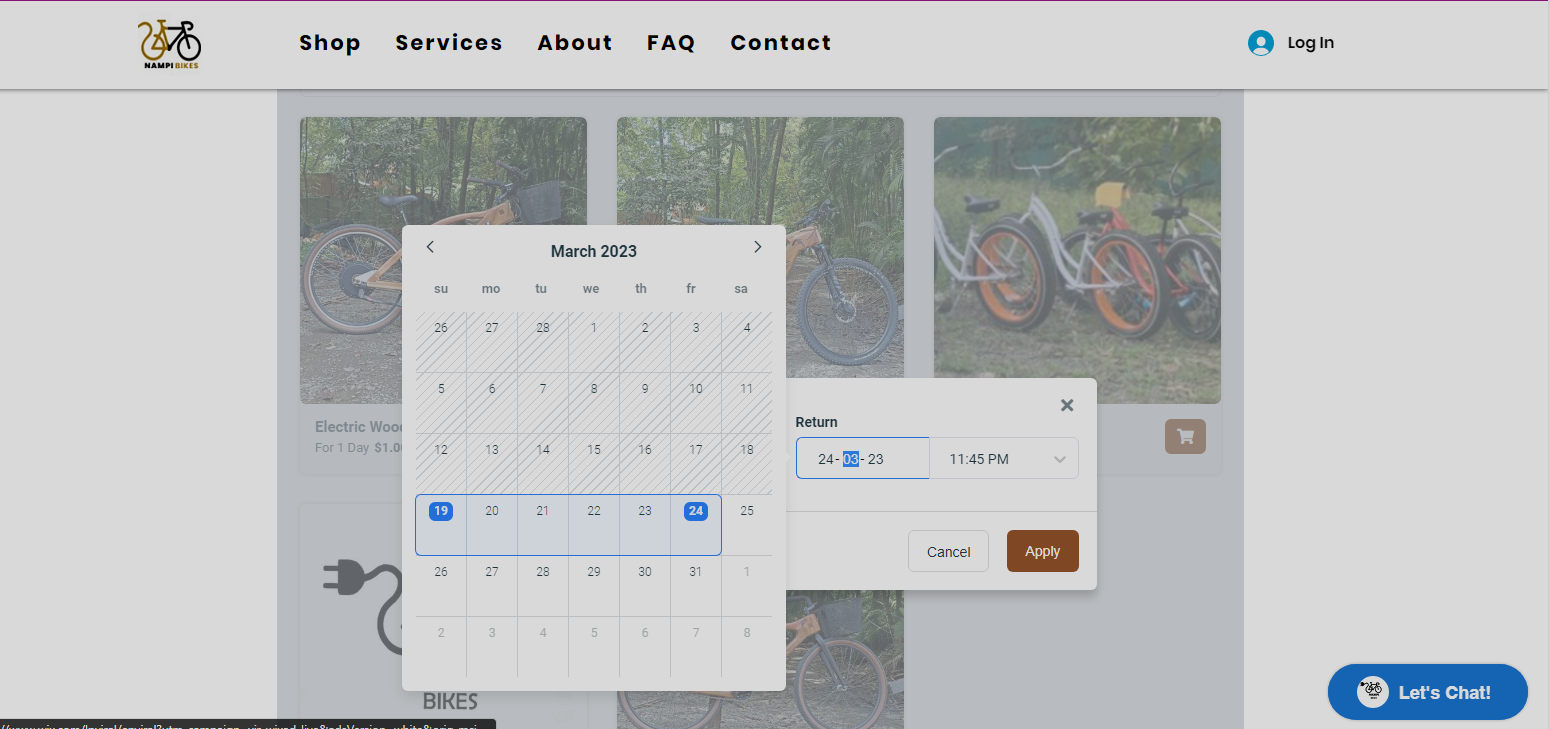 NAMPI BIKES
Shop Services About FAQ Contact
Log In
March 2023
su mo tu we th fr sa
26 27 28 1 2 3 4
5 6 7 8 9 10 11
12 13 14 15 16 17 18
19 20 21 22 23 24 25
26 27 28 29 30 31 1
2 3 4 5 6 7 8
Electric
For 1 Day $1.0
Return
24-03-23 11:45 PM
Cancel Apply
BIKES
Let's Chat!